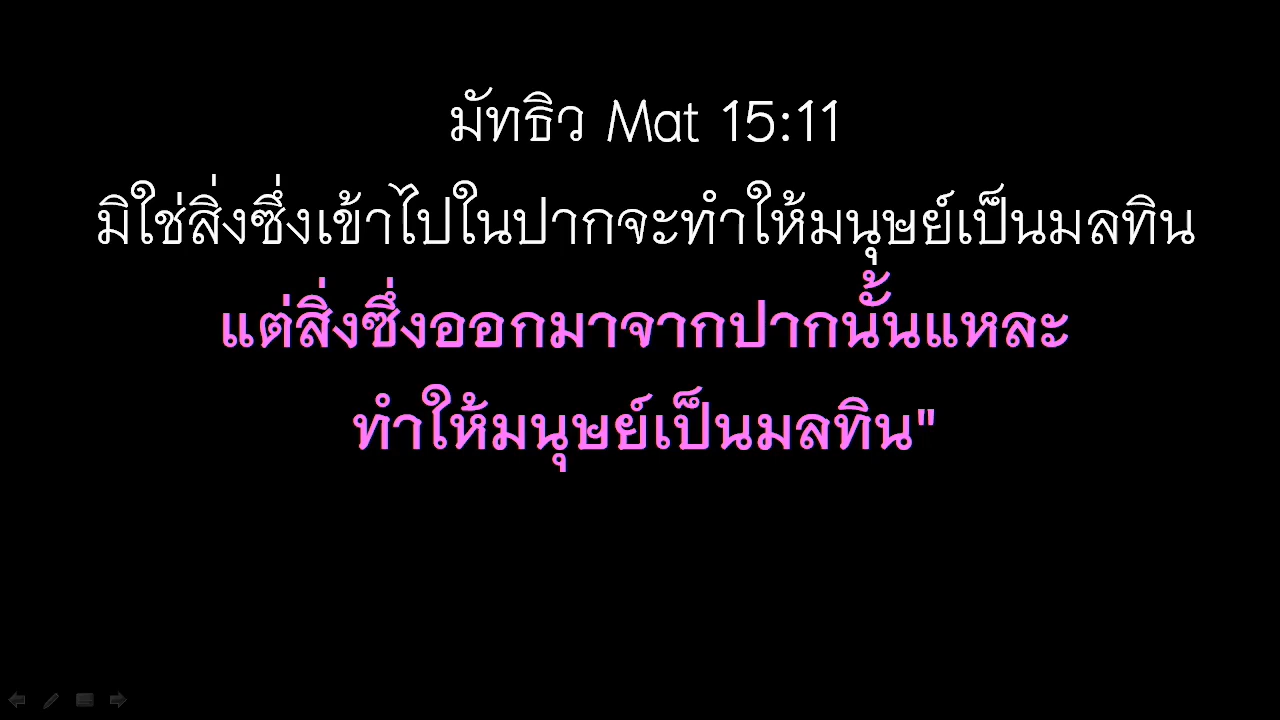 มัทธิว Mat 15:11
มิใช่สิ่งซึ่งเข้าไปในปากจะทำให้มนุษย์เป็นมลทิน
แต่สิ่งซึ่งออกมาจากปากนั้นแหละ
ทำให้มนุษย์เป็นมลทิน"